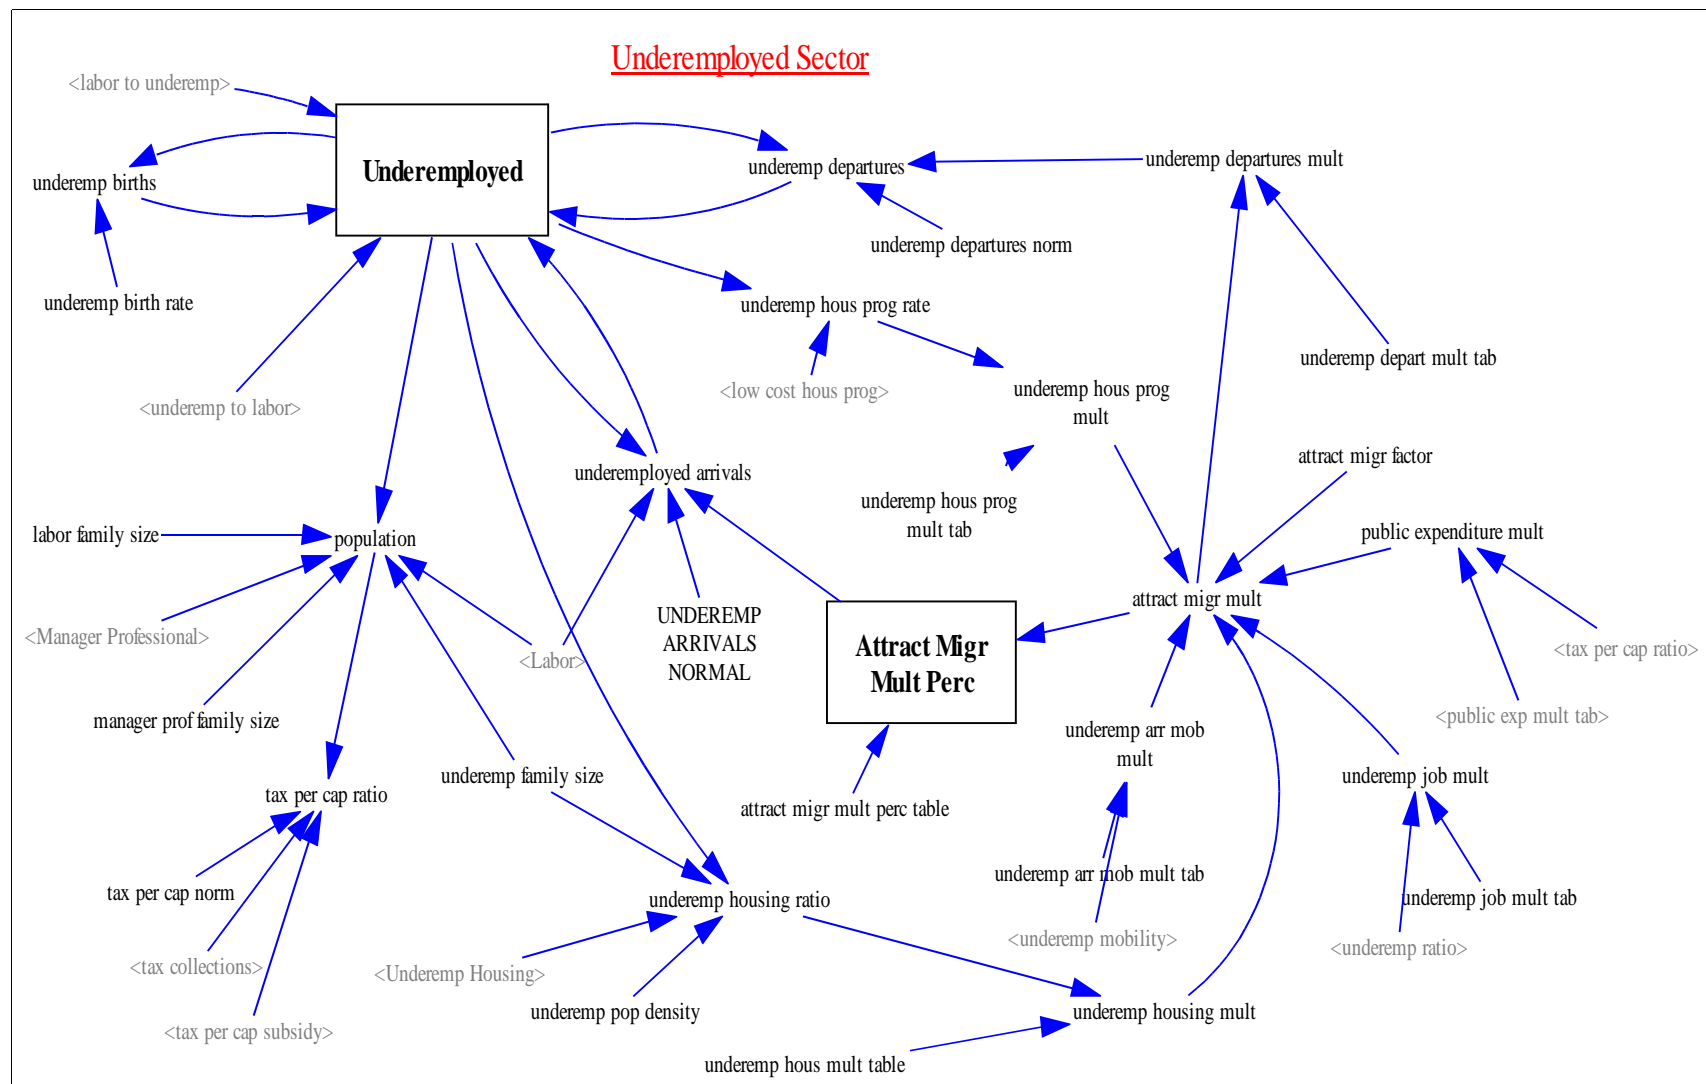 Underemployed Sector
<labor to underemp>
Underemployed
underemp births
underemp departures
underemp departures mult
underemp departures norm
underemp birth rate
underemp hous prog rate
underemp depart mult tab
<low cost hous prog>
underemp hous prog
mult
<underemp to labor>
attract migr factor
underemployed arrivals
underemp hous prog
mult tab
labor family size
population
public expenditure mult
attract migr mult
UNDEREMP
ARRIVALS
NORMAL
<Manager Professional>
<Labor>
Attract Migr
Mult Perc
<tax per cap ratio>
manager prof family size
<public exp mult tab>
underemp arr mob
mult
underemp family size
underemp job mult
tax per cap ratio
attract migr mult perc table
underemp arr mob mult tab
tax per cap norm
underemp housing ratio
underemp job mult tab
<underemp mobility>
<underemp ratio>
<tax collections>
<Underemp Housing>
underemp pop density
underemp housing mult
<tax per cap subsidy>
underemp hous mult table